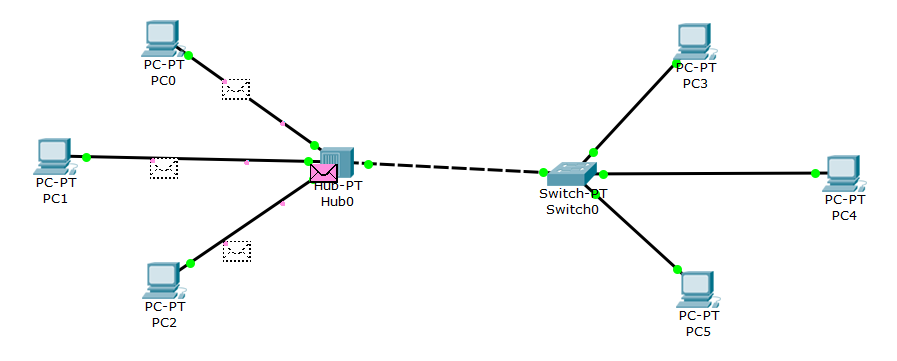 PC-PT
PC0
PC-PT
PC1
PC-PT
PC2
Hub-PT
Hub0
Switch-PT
Switch0
PC-PT
PC3
PC-PT
PC4
PC-PT
PC5